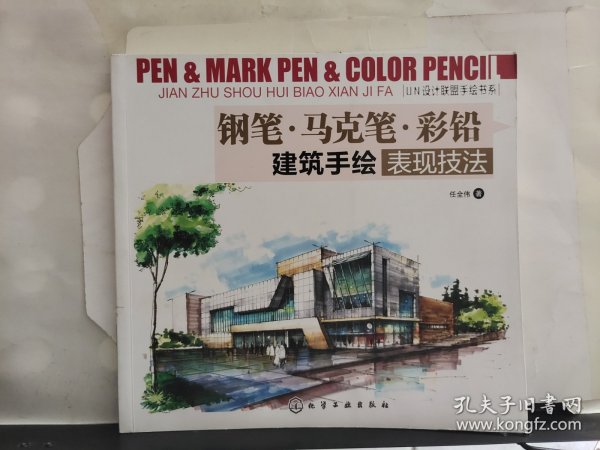 PEN & MARK PEN & COLOR PENCIL
JIAN ZHU SHOU HUI BIAO XIAN JI FA
UN设计联盟手绘书系
钢笔·马克笔·彩铅
建筑手绘 表现技法
任全伟 著
化学工业出版社
孔夫子旧书网
www.kongfz.com